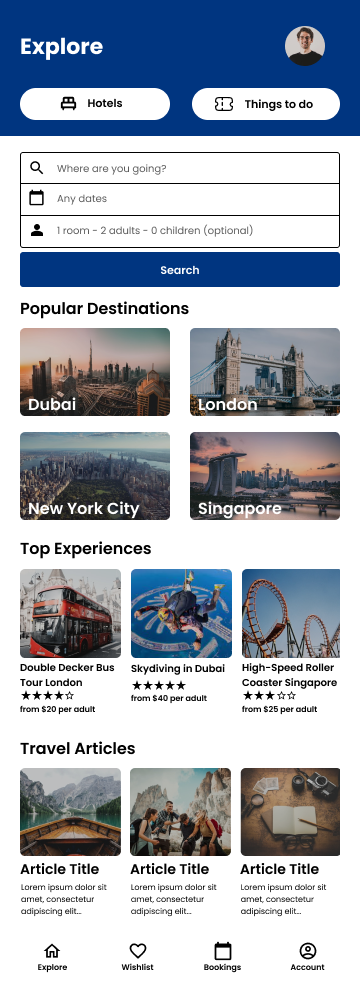 Explore
Hotels
Things to do
Where are you going?
Any dates
1 room - 2 adults - 0 children (optional)
Search
Popular Destinations
Dubai
London
New York City
Singapore
Top Experiences
Double Decker Bus
Tour London
★★★★☆
from $20 per adult
Skydiving in Dubai
★★★★★
from $40 per adult
High-Speed Roller
Coaster Singapore
★★★☆☆
from $25 per adult
Travel Articles
Article Title
Lorem ipsum dolor sit
amet, consectetur
adipiscing elit...
Article Title
Lorem ipsum dolor sit
amet, consectetur
adipiscing elit...
Article Title
Lorem ipsum dolor sit
amet, consectetur
adipiscing elit...
Explore
Wishlist
Bookings
Account